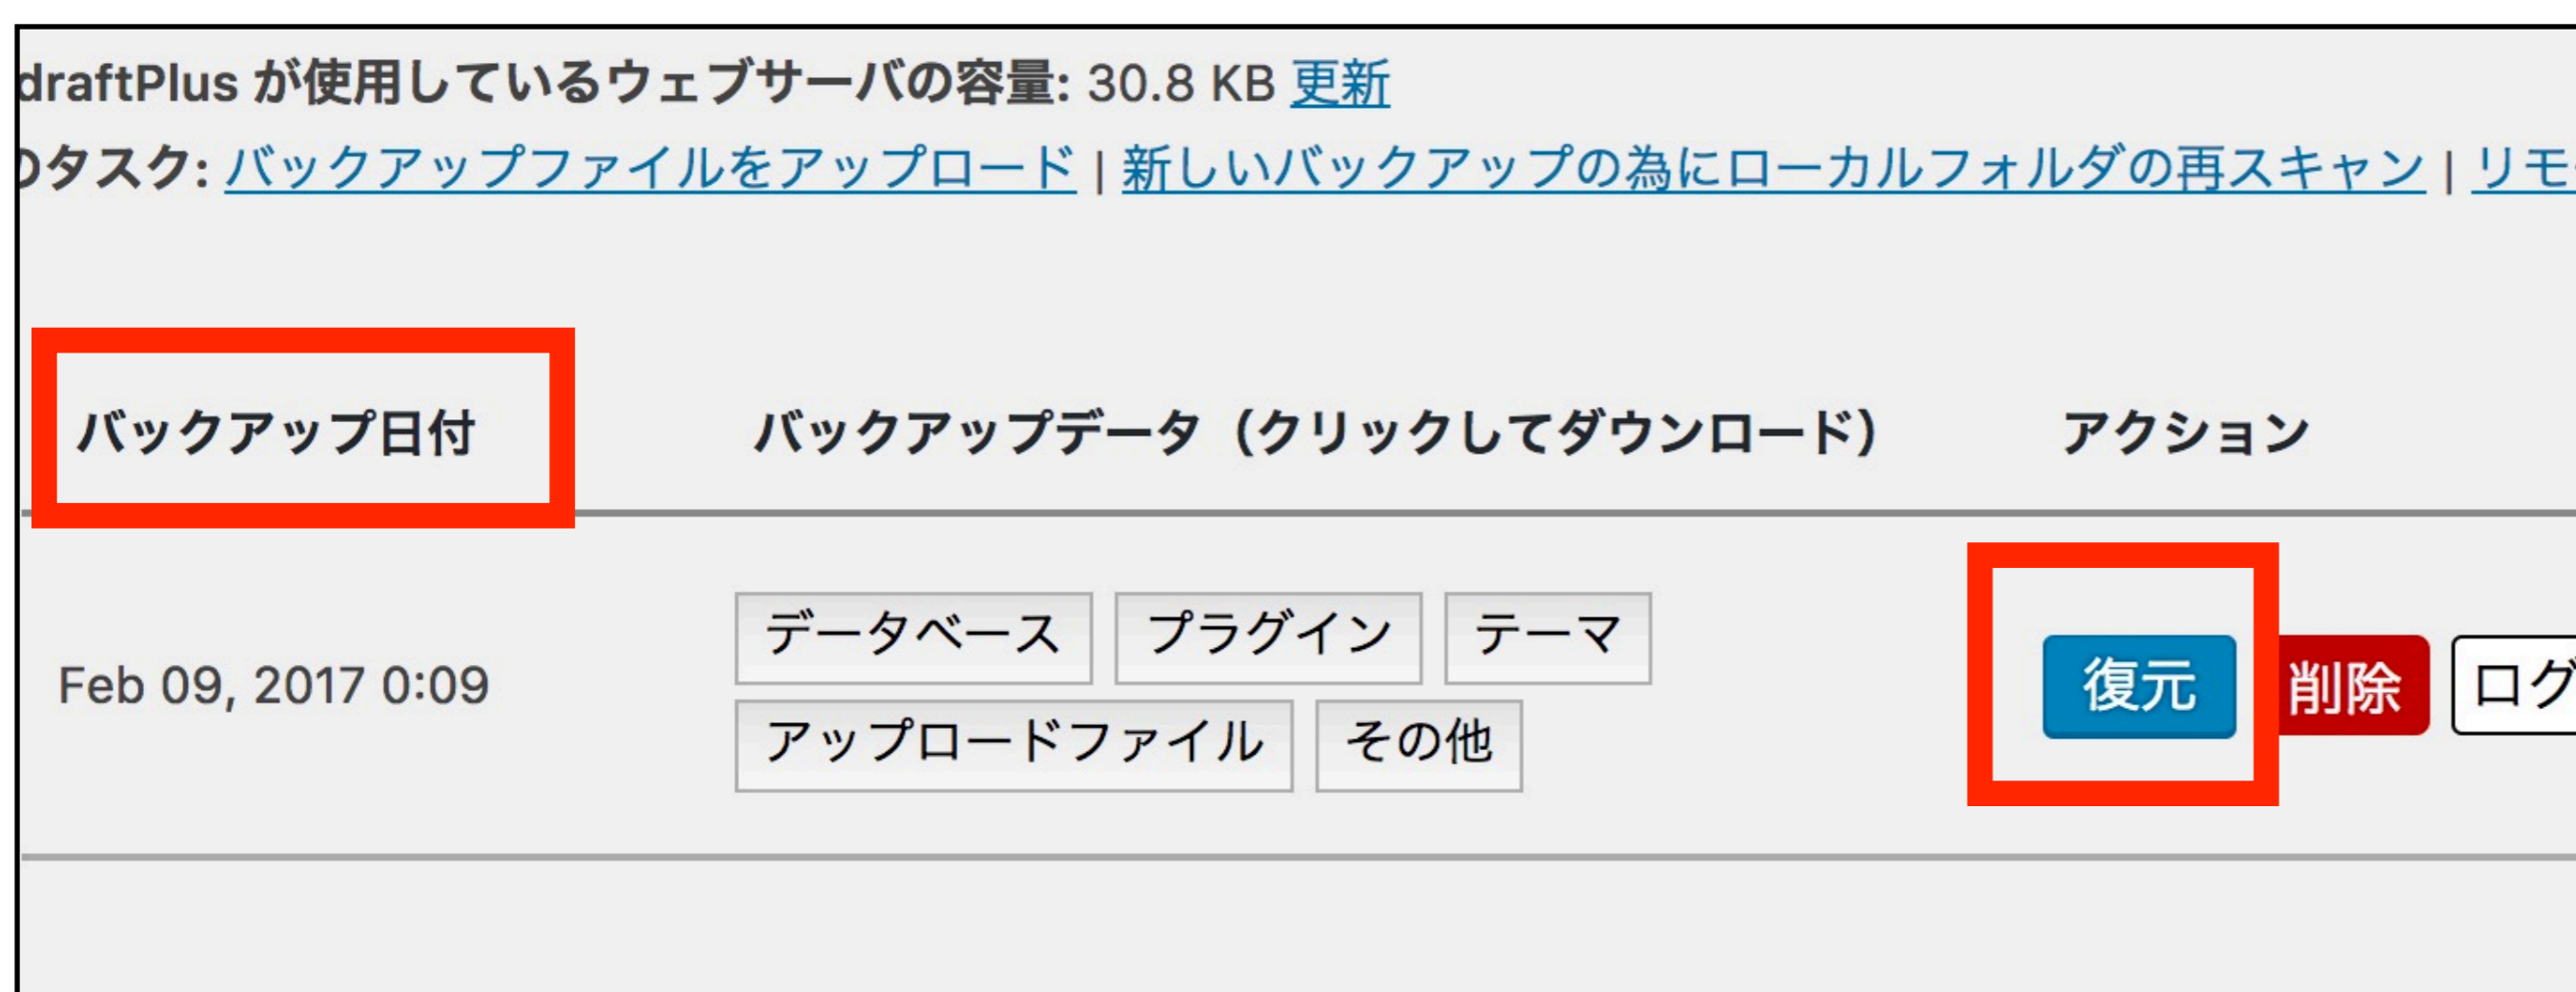 draftPlus が使用しているウェブサーバの容量: 30.8 KB 更新
のタスク: バックアップファイルをアップロード | 新しいバックアップの為にローカルフォルダの再スキャン | リモ
バックアップ日付 バックアップデータ（クリックしてダウンロード） アクション
データベース プラグイン テーマ
Feb 09, 2017 0:09 復元 削除 ログ
アップロードファイル その他